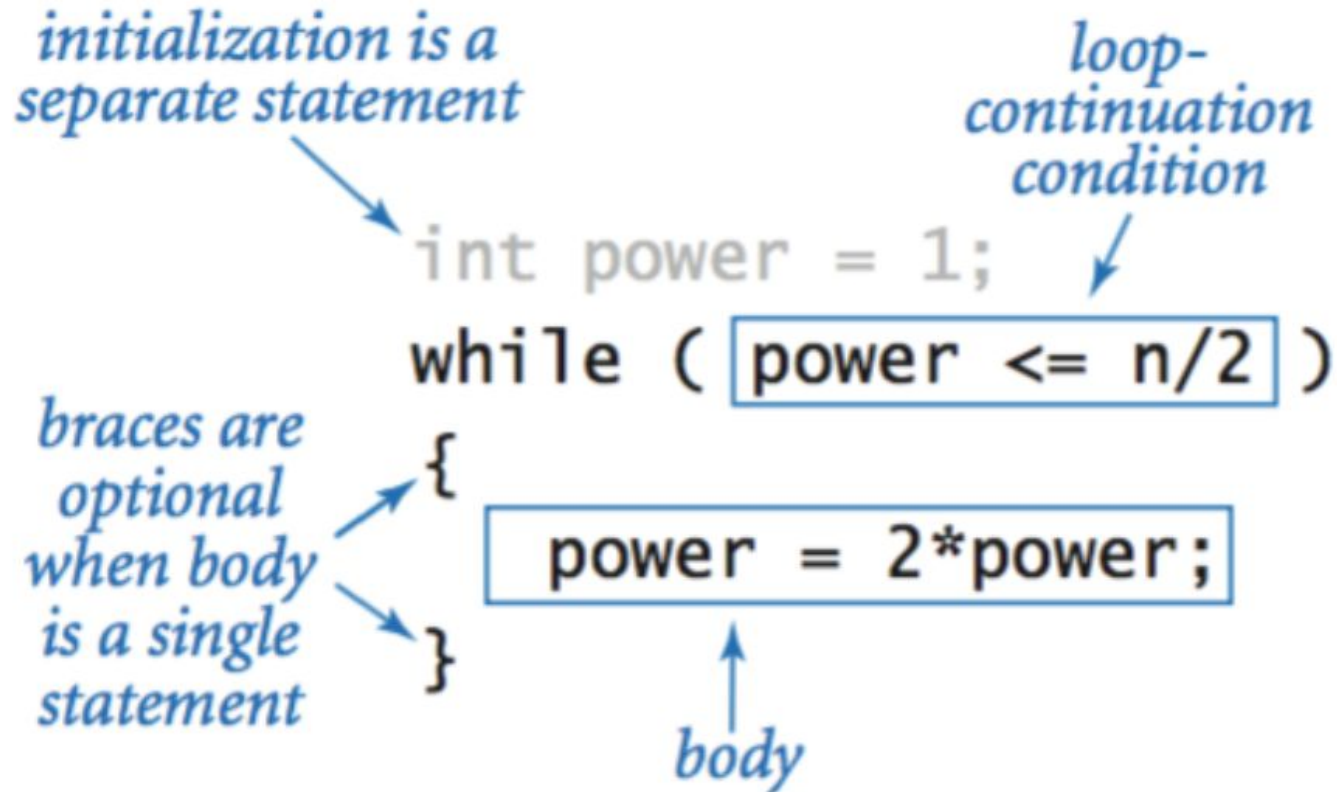 initialization is a
separate statement
loop-
continuation
condition
int power = 1;
while ( power <= n/2 )
braces are
optional
when body
is a single
statement
{
power = 2*power;
}
body